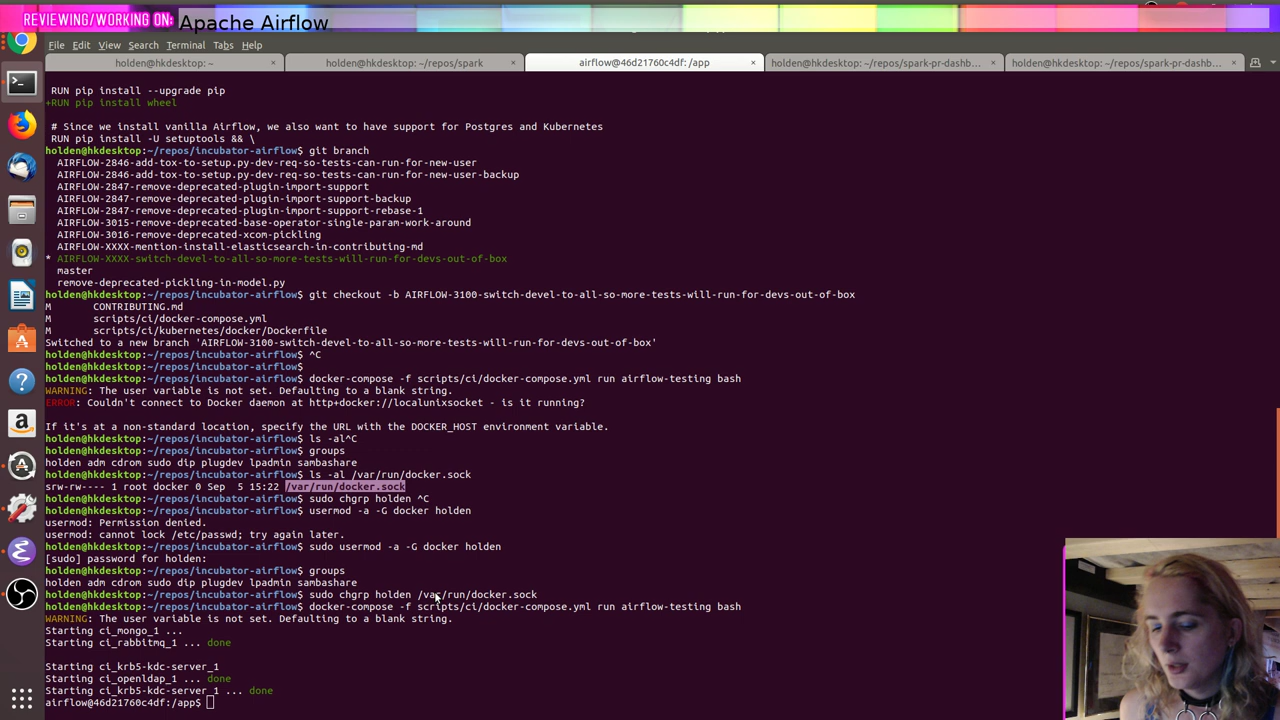 REVIEWING/WORKING ON: Apache Airflow
File Edit View Search Terminal Tabs Help
holden@hkdesktop: ~ × holden@hkdesktop: ~/repos/spark × airflow@46d21760c4df: /app × holden@hkdesktop: ~/repos/spark-pr-dashb... × holden@hkdesktop: ~/repos/spark-pr-dashb... ×
RUN pip install --upgrade pip
+RUN pip install wheel
# Since we install vanilla Airflow, we also want to have support for Postgres and Kubernetes
RUN pip install -U setuptools && \
holden@hkdesktop:~/repos/incubator-airflow$ git branch
AIRFLOW-2846-add-tox-to-setup.py-dev-req-so-tests-can-run-for-new-user
AIRFLOW-2846-add-tox-to-setup.py-dev-req-so-tests-can-run-for-new-user-backup
AIRFLOW-2847-remove-deprecated-plugin-import-support
AIRFLOW-2847-remove-deprecated-plugin-import-support-backup
AIRFLOW-2847-remove-deprecated-plugin-import-support-rebase-1
AIRFLOW-3015-remove-deprecated-base-operator-single-param-work-around
AIRFLOW-3016-remove-deprecated-xcom-pickling
AIRFLOW-XXXX-mention-install-elasticsearch-in-contributing-md
* AIRFLOW-XXXX-switch-devel-to-all-so-more-tests-will-run-for-devs-out-of-box
master
remove-deprecated-pickling-in-model.py
holden@hkdesktop:~/repos/incubator-airflow$ git checkout -b AIRFLOW-3100-switch-devel-to-all-so-more-tests-will-run-for-devs-out-of-box
M CONTRIBUTING.md
M scripts/ci/docker-compose.yml
M scripts/ci/kubernetes/docker/Dockerfile
Switched to a new branch 'AIRFLOW-3100-switch-devel-to-all-so-more-tests-will-run-for-devs-out-of-box'
holden@hkdesktop:~/repos/incubator-airflow$ ^C
holden@hkdesktop:~/repos/incubator-airflow$
holden@hkdesktop:~/repos/incubator-airflow$ docker-compose -f scripts/ci/docker-compose.yml run airflow-testing bash
WARNING: The user variable is not set. Defaulting to a blank string.
ERROR: Couldn't connect to Docker daemon at http+docker://localunixsocket - is it running?
If it's at a non-standard location, specify the URL with the DOCKER_HOST environment variable.
holden@hkdesktop:~/repos/incubator-airflow$ ls -al^C
holden@hkdesktop:~/repos/incubator-airflow$ groups
holden adm cdrom sudo dip plugdev lpadmin sambashare
holden@hkdesktop:~/repos/incubator-airflow$ ls -al /var/run/docker.sock
srw-rw---- 1 root docker 0 Sep 5 15:22 /var/run/docker.sock
holden@hkdesktop:~/repos/incubator-airflow$ sudo chgrp holden ^C
holden@hkdesktop:~/repos/incubator-airflow$ usermod -a -G docker holden
usermod: Permission denied.
usermod: cannot lock /etc/passwd; try again later.
holden@hkdesktop:~/repos/incubator-airflow$ sudo usermod -a -G docker holden
[sudo] password for holden:
holden@hkdesktop:~/repos/incubator-airflow$ groups
holden adm cdrom sudo dip plugdev lpadmin sambashare
holden@hkdesktop:~/repos/incubator-airflow$ sudo chgrp holden /var/run/docker.sock
holden@hkdesktop:~/repos/incubator-airflow$ docker-compose -f scripts/ci/docker-compose.yml run airflow-testing bash
WARNING: The user variable is not set. Defaulting to a blank string.
Starting ci_mongo_1 ...
Starting ci_rabbitmq_1 ... done
Starting ci_krb5-kdc-server_1
Starting ci_openldap_1 ... done
Starting ci_krb5-kdc-server_1 ... done
airflow@46d21760c4df:/app$